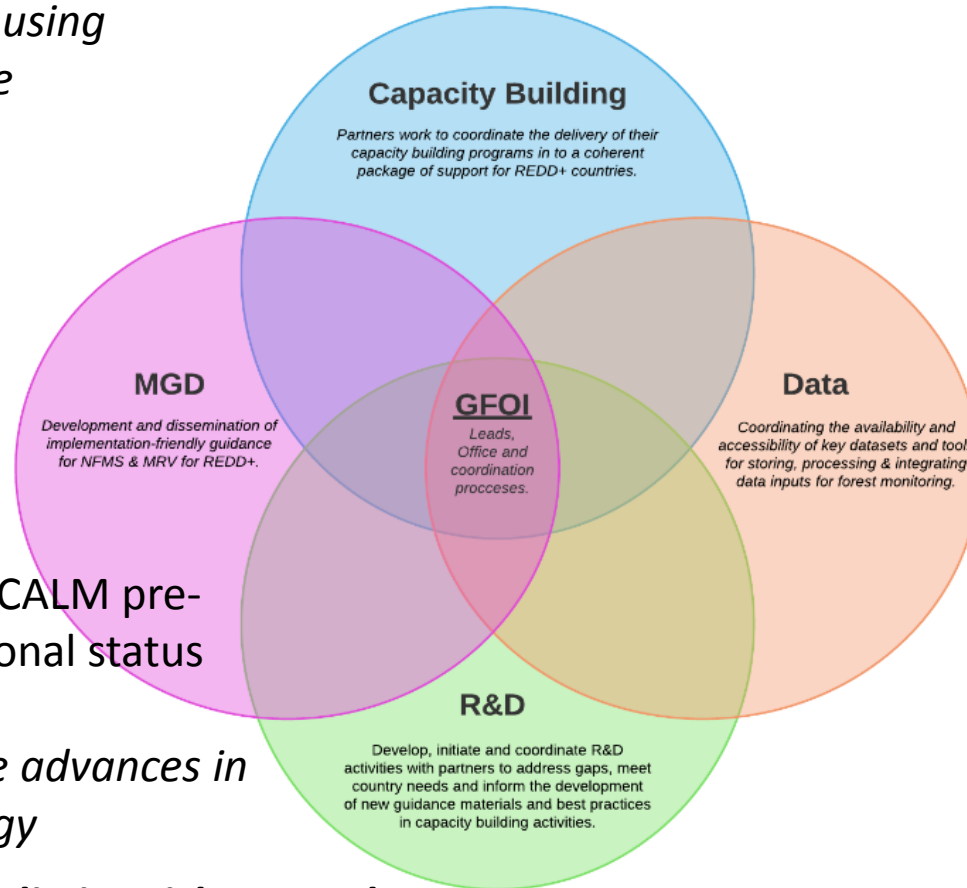 using
e
Capacity Building
Partners work to coordinate the delivery of their
capacity building programs in to a coherent
package of support for REDD+ countries.
MGD
Development and dissemination of
implementation-friendly guidance
for NFMS & MRV for REDD+.
GFOI
Leads,
Office and
coordination
procceses.
Data
Coordinating the availability and
accessibility of key datasets and tool
for storing, processing & integrating
data inputs for forest monitoring.
CALM pre-
onal status
R&D
Develop, initiate and coordinate R&D
activities with partners to address gaps, meet
country needs and inform the development
of new guidance materials and best practices
in capacity building activities.
e advances in
gy